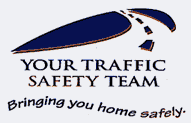 YOUR TRAFFIC
SAFETY TEAM
Bringing you home safely.